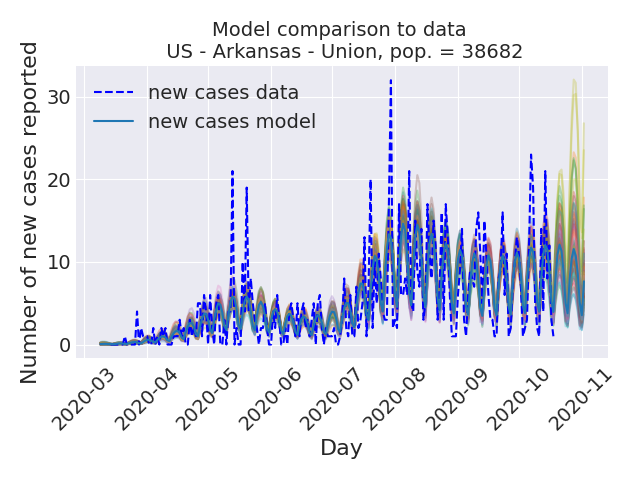 Model comparison to data
US - Arkansas - Union, pop. = 38682
Number of new cases reported
new cases data
new cases model
30
20
10
0
2020-03
2020-04
2020-05
2020-06
2020-07
2020-08
2020-09
2020-10
2020-11
Day